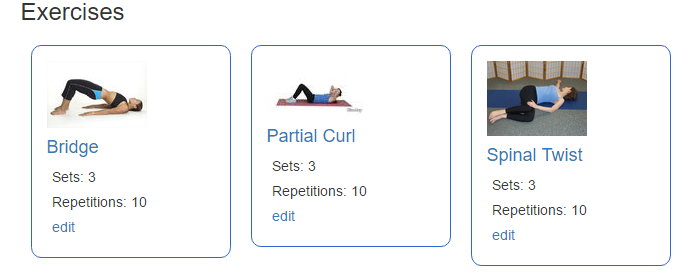 Exercises
Bridge
Sets: 3
Repetitions: 10
edit
Partial Curl
Sets: 3
Repetitions: 10
edit
Spinal Twist
Sets: 3
Repetitions: 10
edit